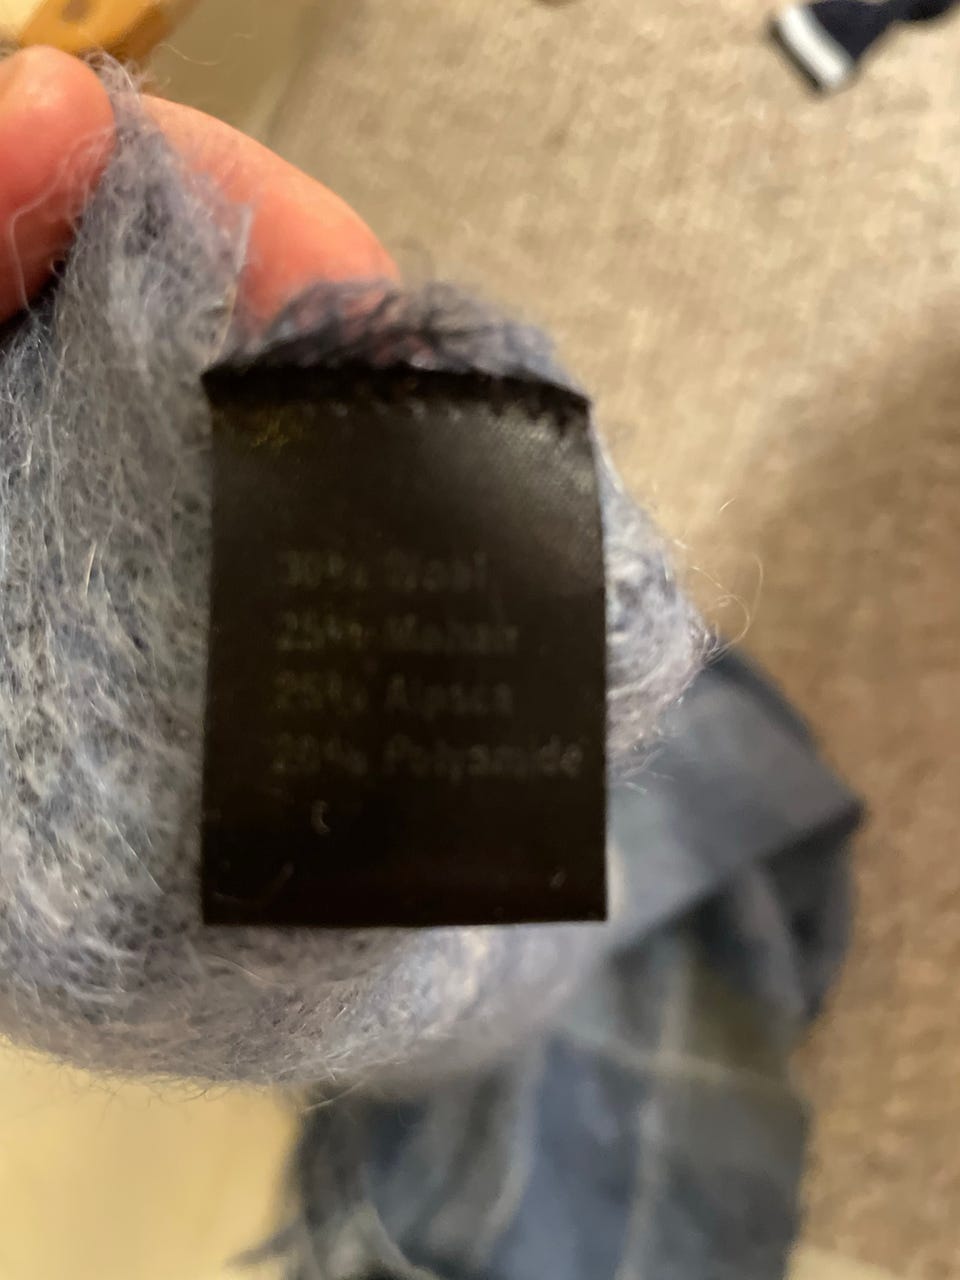 30% Wool
25% Mohair
25% Alpaca
20% Polyamide